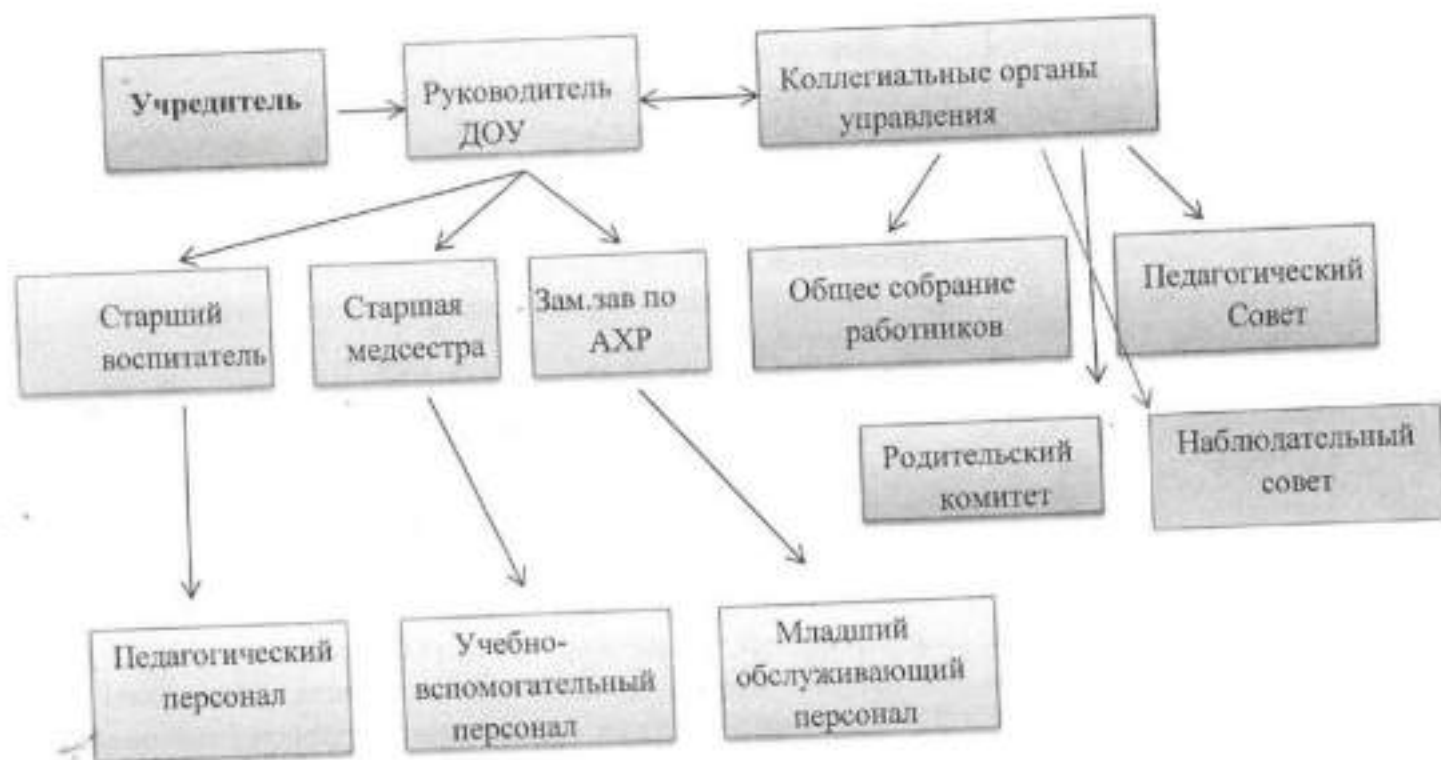 Учредитель
Руководитель
ДОУ
Коллегиальные органы
управления
Старший
воспитатель
Старшая
медсестра
Зам.зав по
АХР
Общее собрание
работников
Педагогический
Совет
Родительский
комитет
Наблюдательный
совет
Педагогический
персонал
Учебно-
вспомогательный
персонал
Младший
обслуживающий
персонал